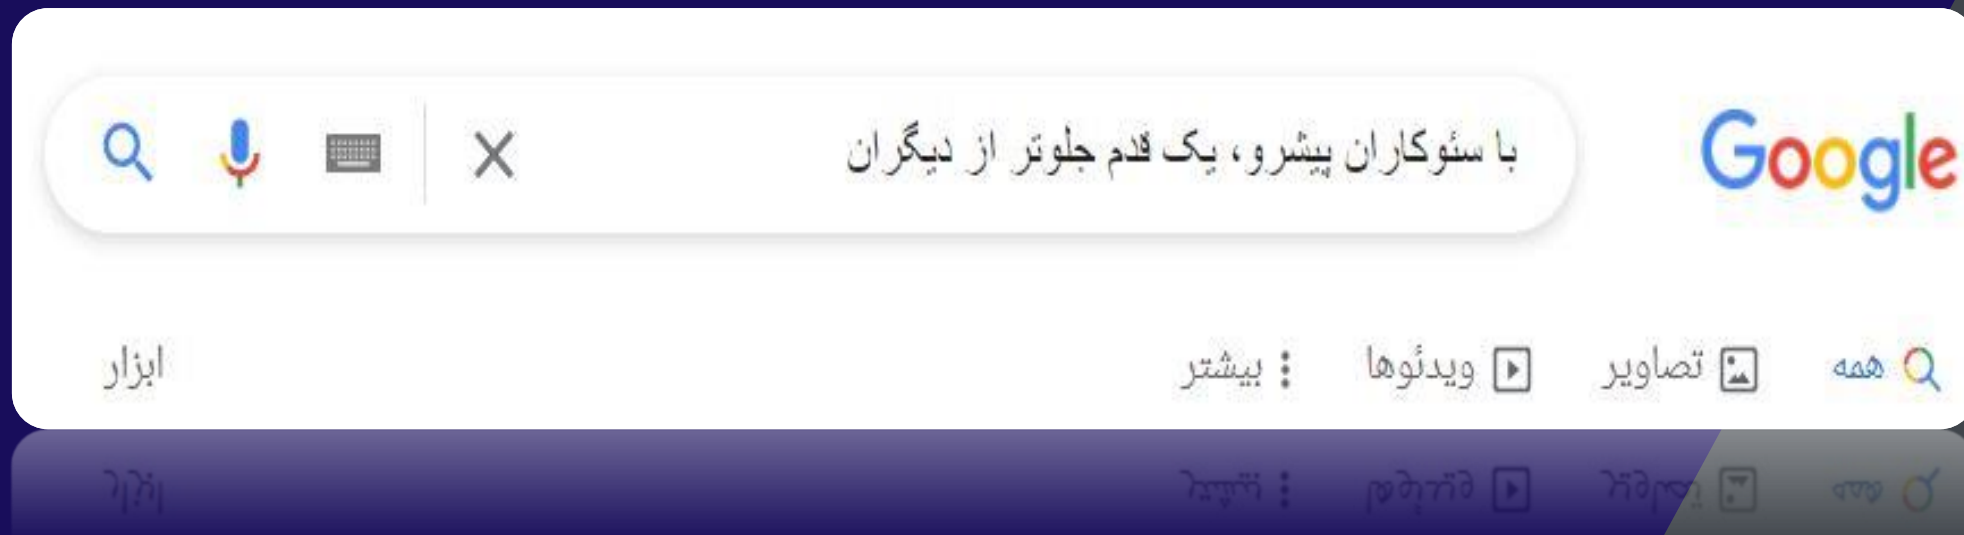 Google
با سئوکاران پیشرو، یک قدم جلوتر از دیگران
همه تصاویر ویدئوها بیشتر ابزار